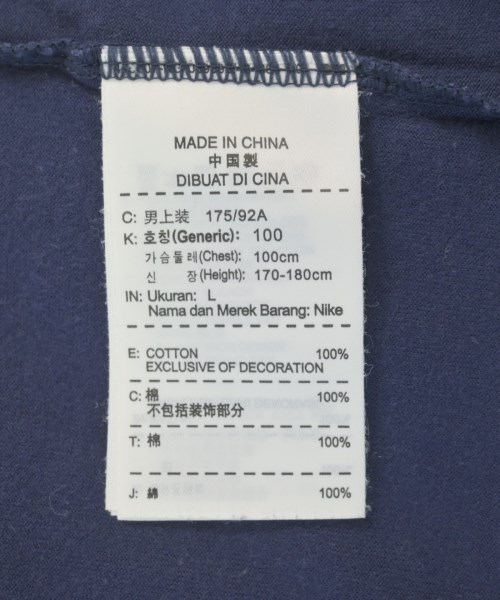 MADE IN CHINA
中国製
DIBUAT DI CINA
C: 男上装 175/92A
K: 호칭(Generic): 100
가슴둘레(Chest): 100cm
신 장(Height): 170-180cm
IN: Ukuran: L
Nama dan Merek Barang: Nike
E: COTTON 100%
EXCLUSIVE OF DECORATION
C: 棉 100%
不包括装饰部分
T: 棉 100%
J: 綿 100%